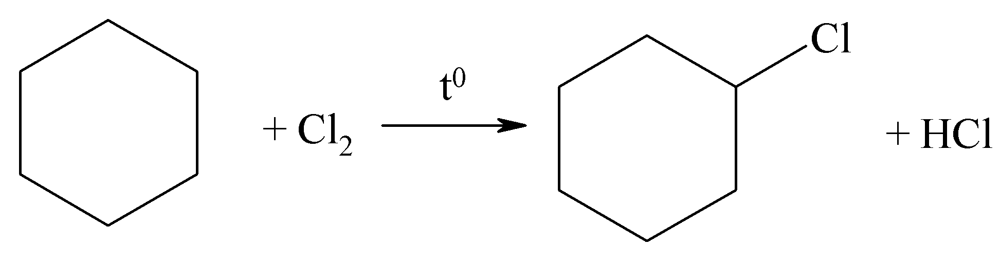 + Cl₂ t⁰ Cl + HCl